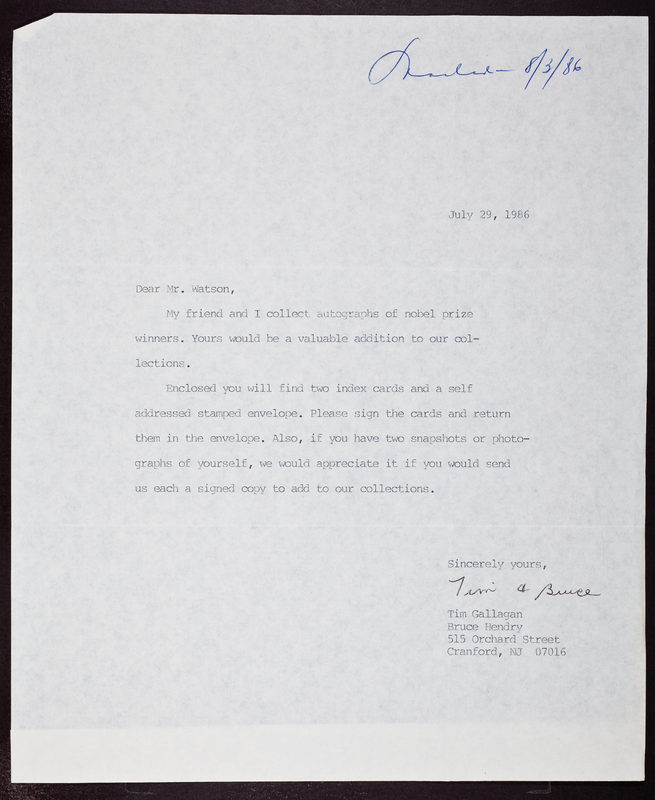 8/3/86
July 29, 1986
Dear Mr. Watson,
My friend and I collect autographs of nobel prize
winners. Yours would be a valuable addition to our col-
lections.
Enclosed you will find two index cards and a self
addressed stamped envelope. Please sign the cards and return
them in the envelope. Also, if you have two snapshots or photo-
graphs of yourself, we would appreciate it if you would send
us each a signed copy to add to our collections.
Sincerely yours,
Tim & Bruce
Tim Gallagan
Bruce Hendry
515 Orchard Street
Cranford, NJ 07016